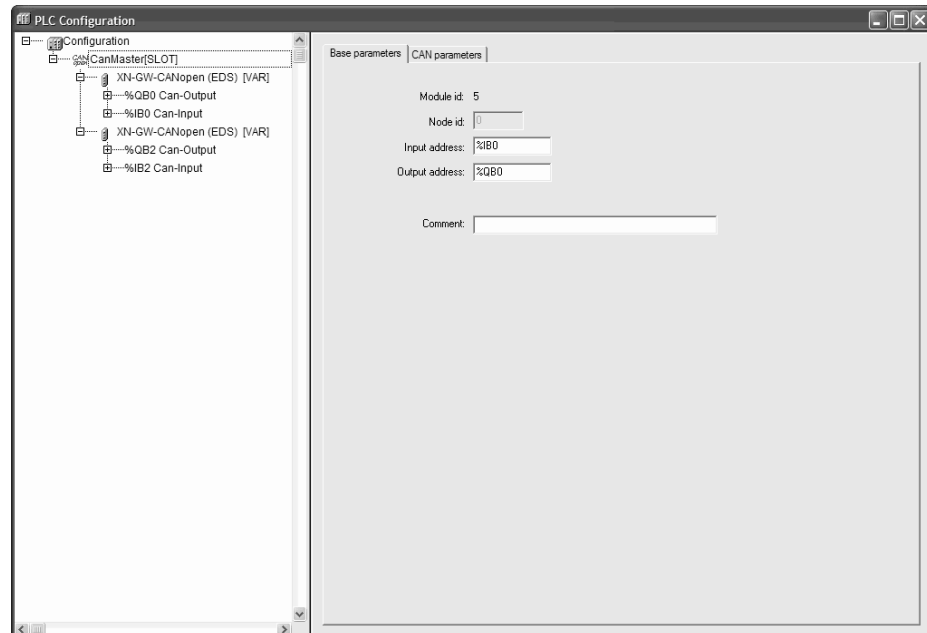 PLC Configuration
Configuration
CAN open CanMaster[SLOT]
XN-GW-CANopen (EDS) [VAR]
%QB0 Can-Output
%IB0 Can-Input
XN-GW-CANopen (EDS) [VAR]
%QB2 Can-Output
%IB2 Can-Input
Base parameters CAN parameters
Module id: 5
Node id: 0
Input address: %IB0
Output address: %QB0
Comment: